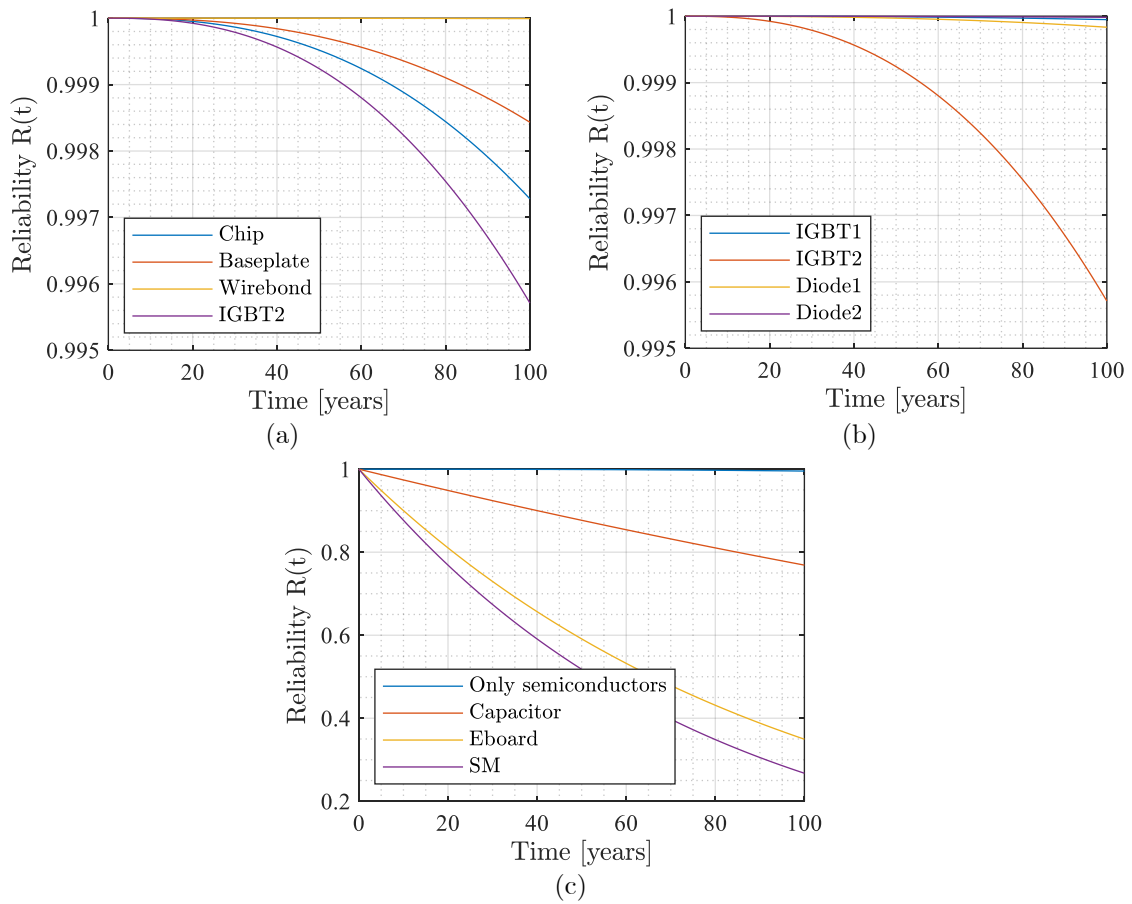 1
0.999
0.998
0.997
0.996
0.995
Reliability R(t)
Chip
Baseplate
Wirebond
IGBT2
0 20 40 60 80 100
Time [years]
(a)
1
0.999
0.998
0.997
0.996
0.995
Reliability R(t)
IGBT1
IGBT2
Diode1
Diode2
0 20 40 60 80 100
Time [years]
(b)
1
0.8
0.6
0.4
0.2
Reliability R(t)
Only semiconductors
Capacitor
Eboard
SM
0 20 40 60 80 100
Time [years]
(c)